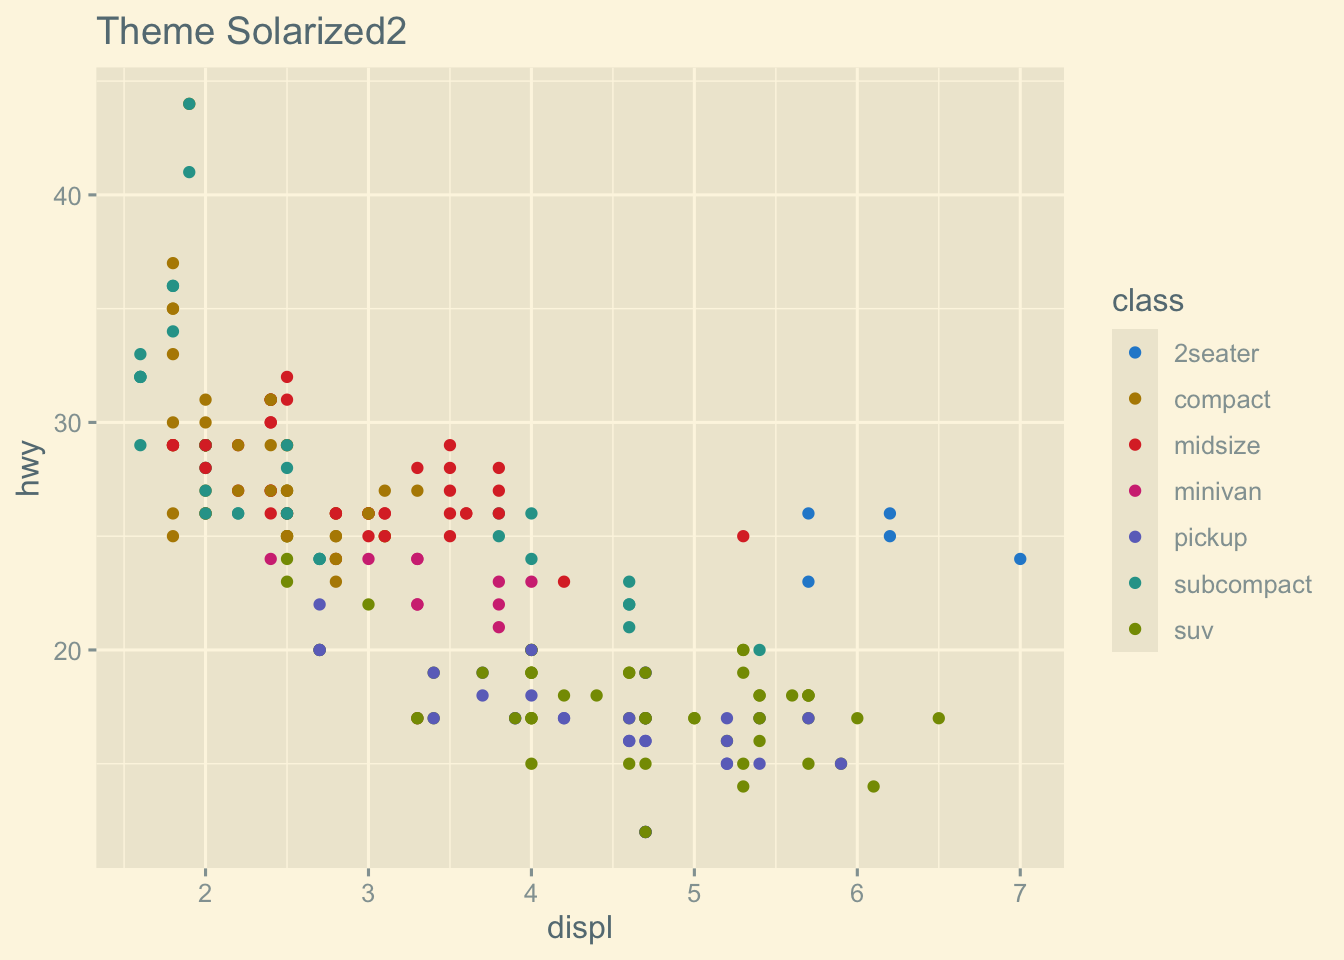 Theme Solarized2
hwy
40
30
20
2 3 4 5 6 7
displ
class
2seater
compact
midsize
minivan
pickup
subcompact
suv